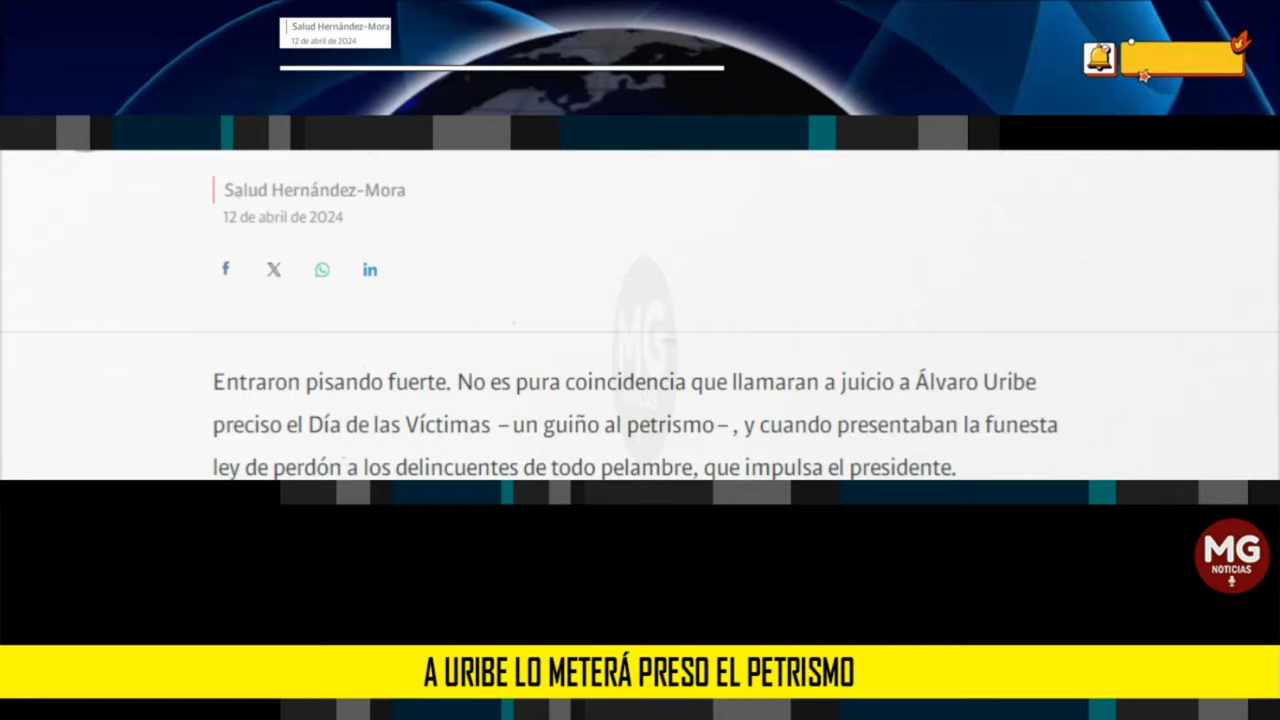 Salud Hernández-Mora
12 de abril de 2024
Salud Hernández-Mora
12 de abril de 2024
Entraron pisando fuerte. No es pura coincidencia que llamaran a juicio a Álvaro Uribe
preciso el Día de las Víctimas –un guiño al petrismo– , y cuando presentaban la funesta
ley de perdón a los delincuentes de todo pelambre, que impulsa el presidente.
MG
MG
NOTICIAS
A URIBE LO METERÁ PRESO EL PETRISMO